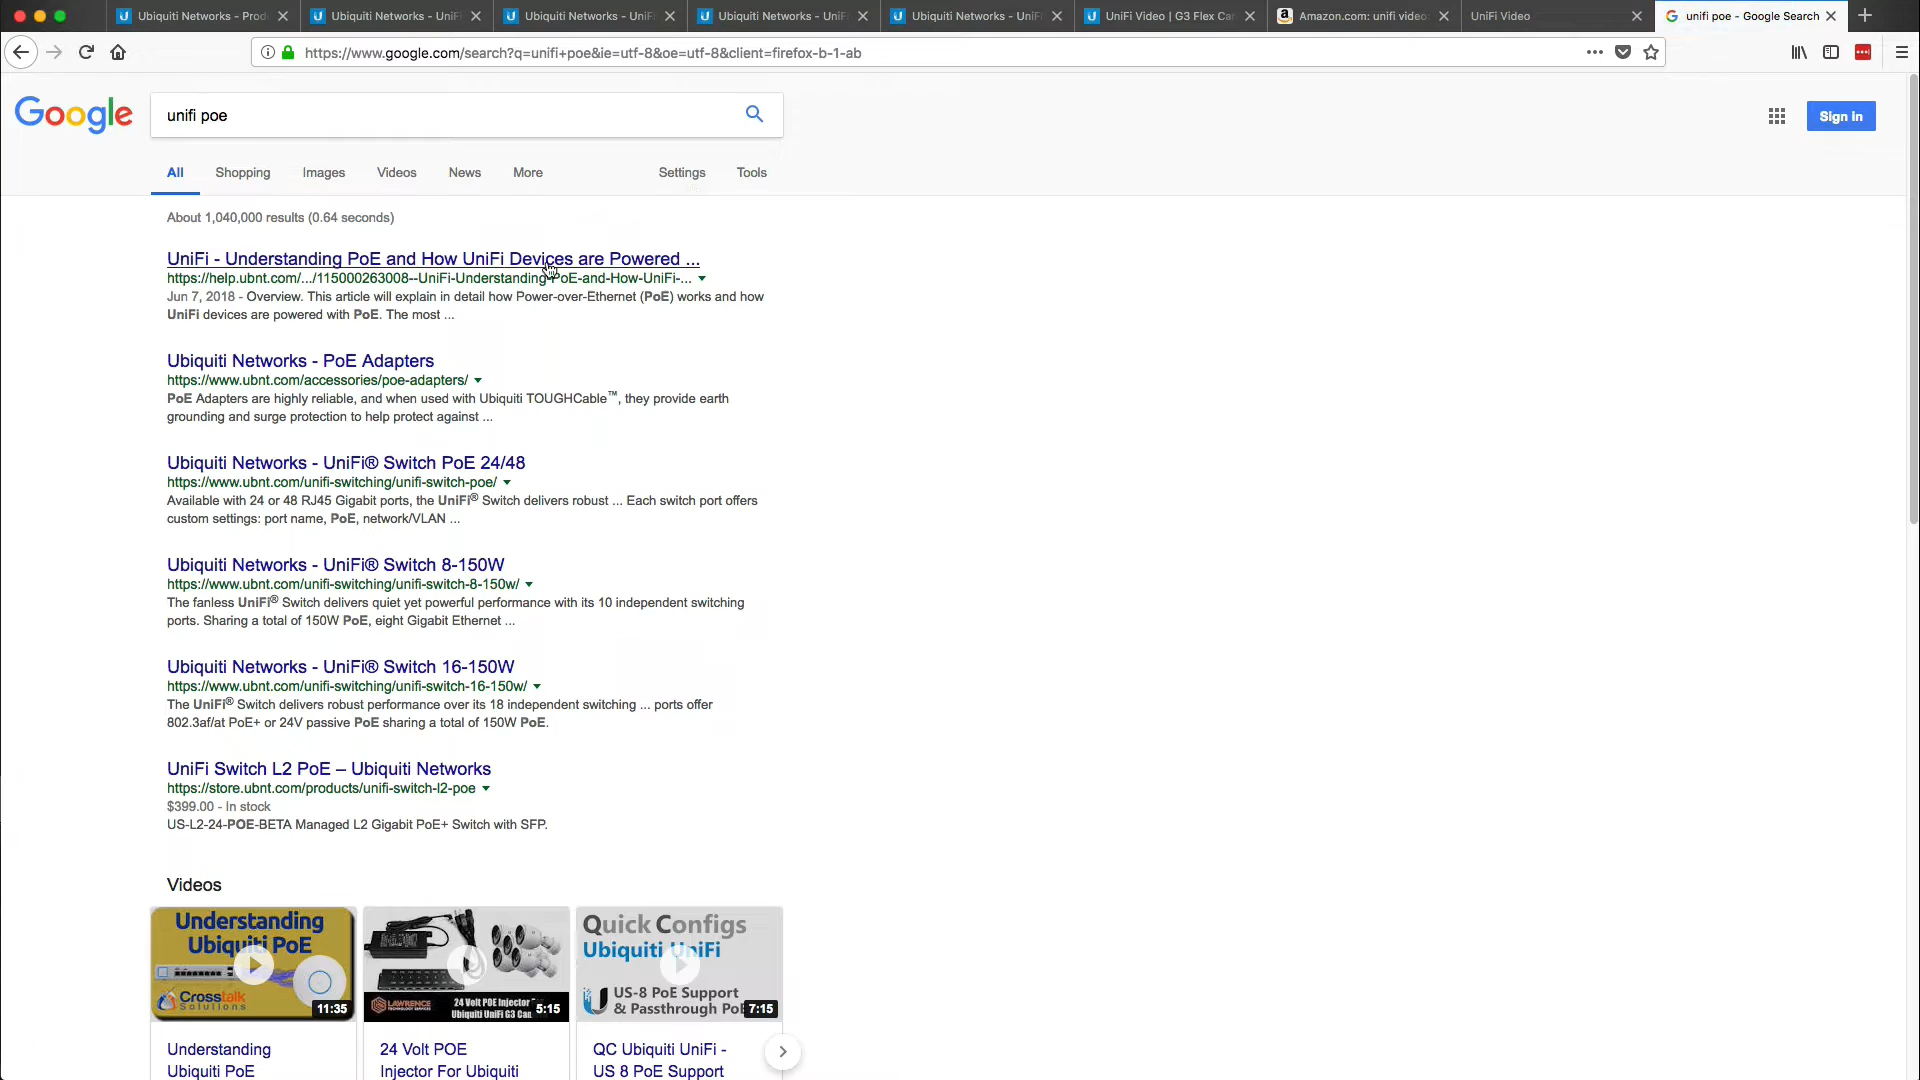 Ubiquiti Networks - Prod
Ubiquiti Networks - UniFi
Ubiquiti Networks - UniFi
Ubiquiti Networks - UniF
Ubiquiti Networks - UniF
UniFi Video | G3 Flex Car
Amazon.com: unifi video
UniFi Video
unifi poe - Google Search
https://www.google.com/search?q=unifi+poe&ie=utf-8&oe=utf-8&client=firefox-b-1-ab
Google
unifi poe
Sign in
All Shopping Images Videos News More Settings Tools
About 1,040,000 results (0.64 seconds)
UniFi - Understanding PoE and How UniFi Devices are Powered ...
https://help.ubnt.com/.../115000263008--UniFi-Understanding-PoE-and-How-UniFi-...
Jun 7, 2018 - Overview. This article will explain in detail how Power-over-Ethernet (PoE) works and how
UniFi devices are powered with PoE. The most ...
Ubiquiti Networks - PoE Adapters
https://www.ubnt.com/accessories/poe-adapters/
PoE Adapters are highly reliable, and when used with Ubiquiti TOUGHCable™, they provide earth
grounding and surge protection to help protect against ...
Ubiquiti Networks - UniFi® Switch PoE 24/48
https://www.ubnt.com/unifi-switching/unifi-switch-poe/
Available with 24 or 48 RJ45 Gigabit ports, the UniFi® Switch delivers robust ... Each switch port offers
custom settings: port name, PoE, network/VLAN ...
Ubiquiti Networks - UniFi® Switch 8-150W
https://www.ubnt.com/unifi-switching/unifi-switch-8-150w/
The fanless UniFi® Switch delivers quiet yet powerful performance with its 10 independent switching
ports. Sharing a total of 150W PoE, eight Gigabit Ethernet ...
Ubiquiti Networks - UniFi® Switch 16-150W
https://www.ubnt.com/unifi-switching/unifi-switch-16-150w/
The UniFi® Switch delivers robust performance over its 18 independent switching ... ports offer
802.3af/at PoE+ or 24V passive PoE sharing a total of 150W PoE.
UniFi Switch L2 PoE – Ubiquiti Networks
https://store.ubnt.com/products/unifi-switch-l2-poe
$399.00 - In stock
US-L2-24-POE-BETA Managed L2 Gigabit PoE+ Switch with SFP.
Videos
Understanding
Ubiquiti PoE
Crosstalk
Solutions
11:35
LAWRENCE
TECHNOLOGY SERVICES
24 Volt POE Injector
Ubiquiti UniFi G3 Cam
5:15
Quick Configs
Ubiquiti UniFi
US-8 PoE Support
& Passthrough PoE
7:15
Understanding
Ubiquiti PoE
24 Volt POE
Injector For Ubiquiti
QC Ubiquiti UniFi -
US 8 PoE Support